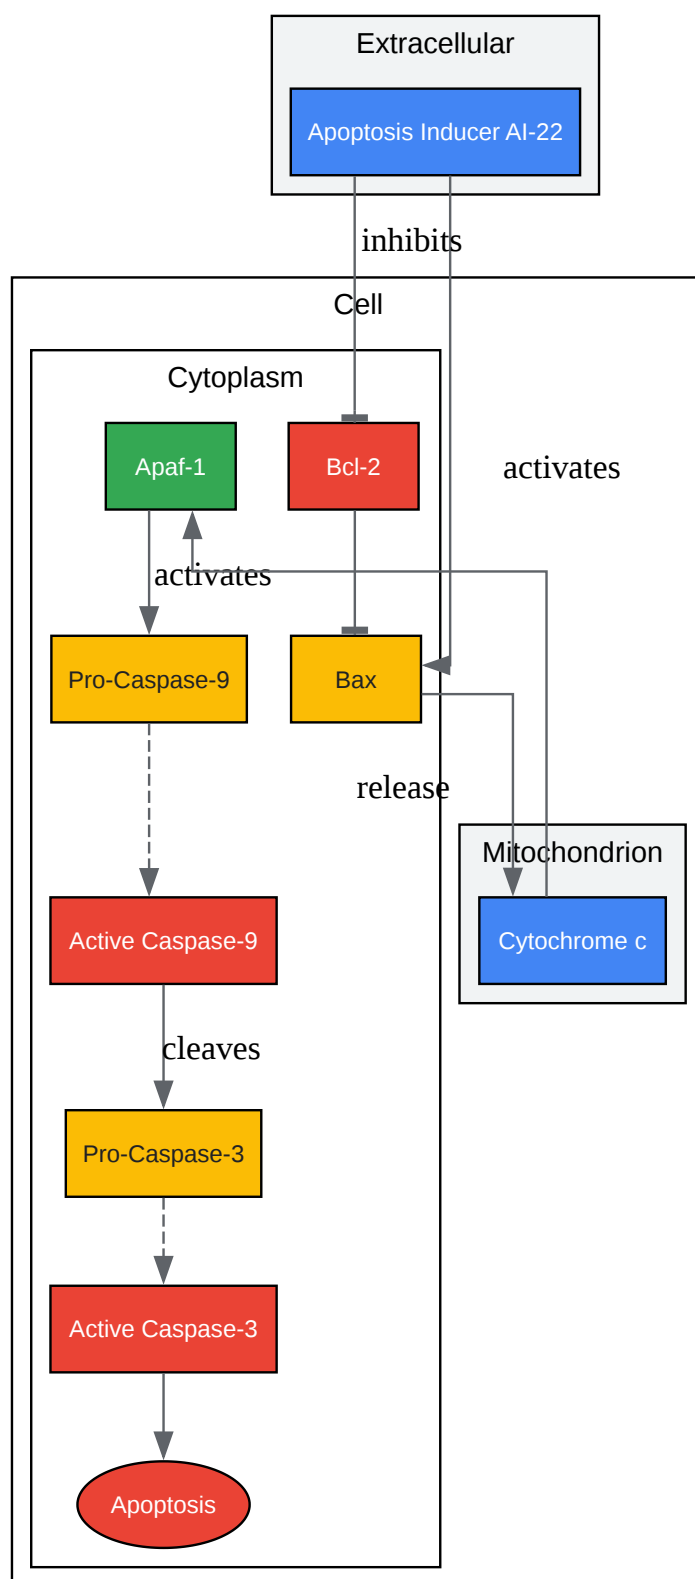 Extracellular
Apoptosis Inducer AI-22
inhibits
Cell
Cytoplasm
Apaf-1
Bcl-2
activates
activates
Pro-Caspase-9
Bax
release
Mitochondrion
Active Caspase-9
Cytochrome c
cleaves
Pro-Caspase-3
Active Caspase-3
Apoptosis